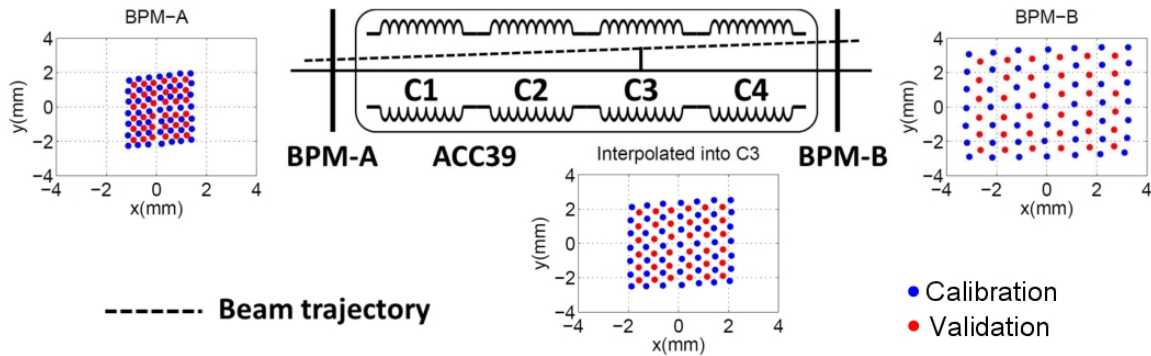 BPM−A
4
2
0
−2
−4
y(mm)
−4 −2 0 2 4
x(mm)
C1 C2 C3 C4
BPM-A ACC39 BPM-B
BPM−B
4
2
0
−2
−4
y(mm)
−4 −2 0 2 4
x(mm)
Interpolated into C3
4
2
0
−2
−4
y(mm)
−4 −2 0 2 4
x(mm)
Beam trajectory
Calibration
Validation